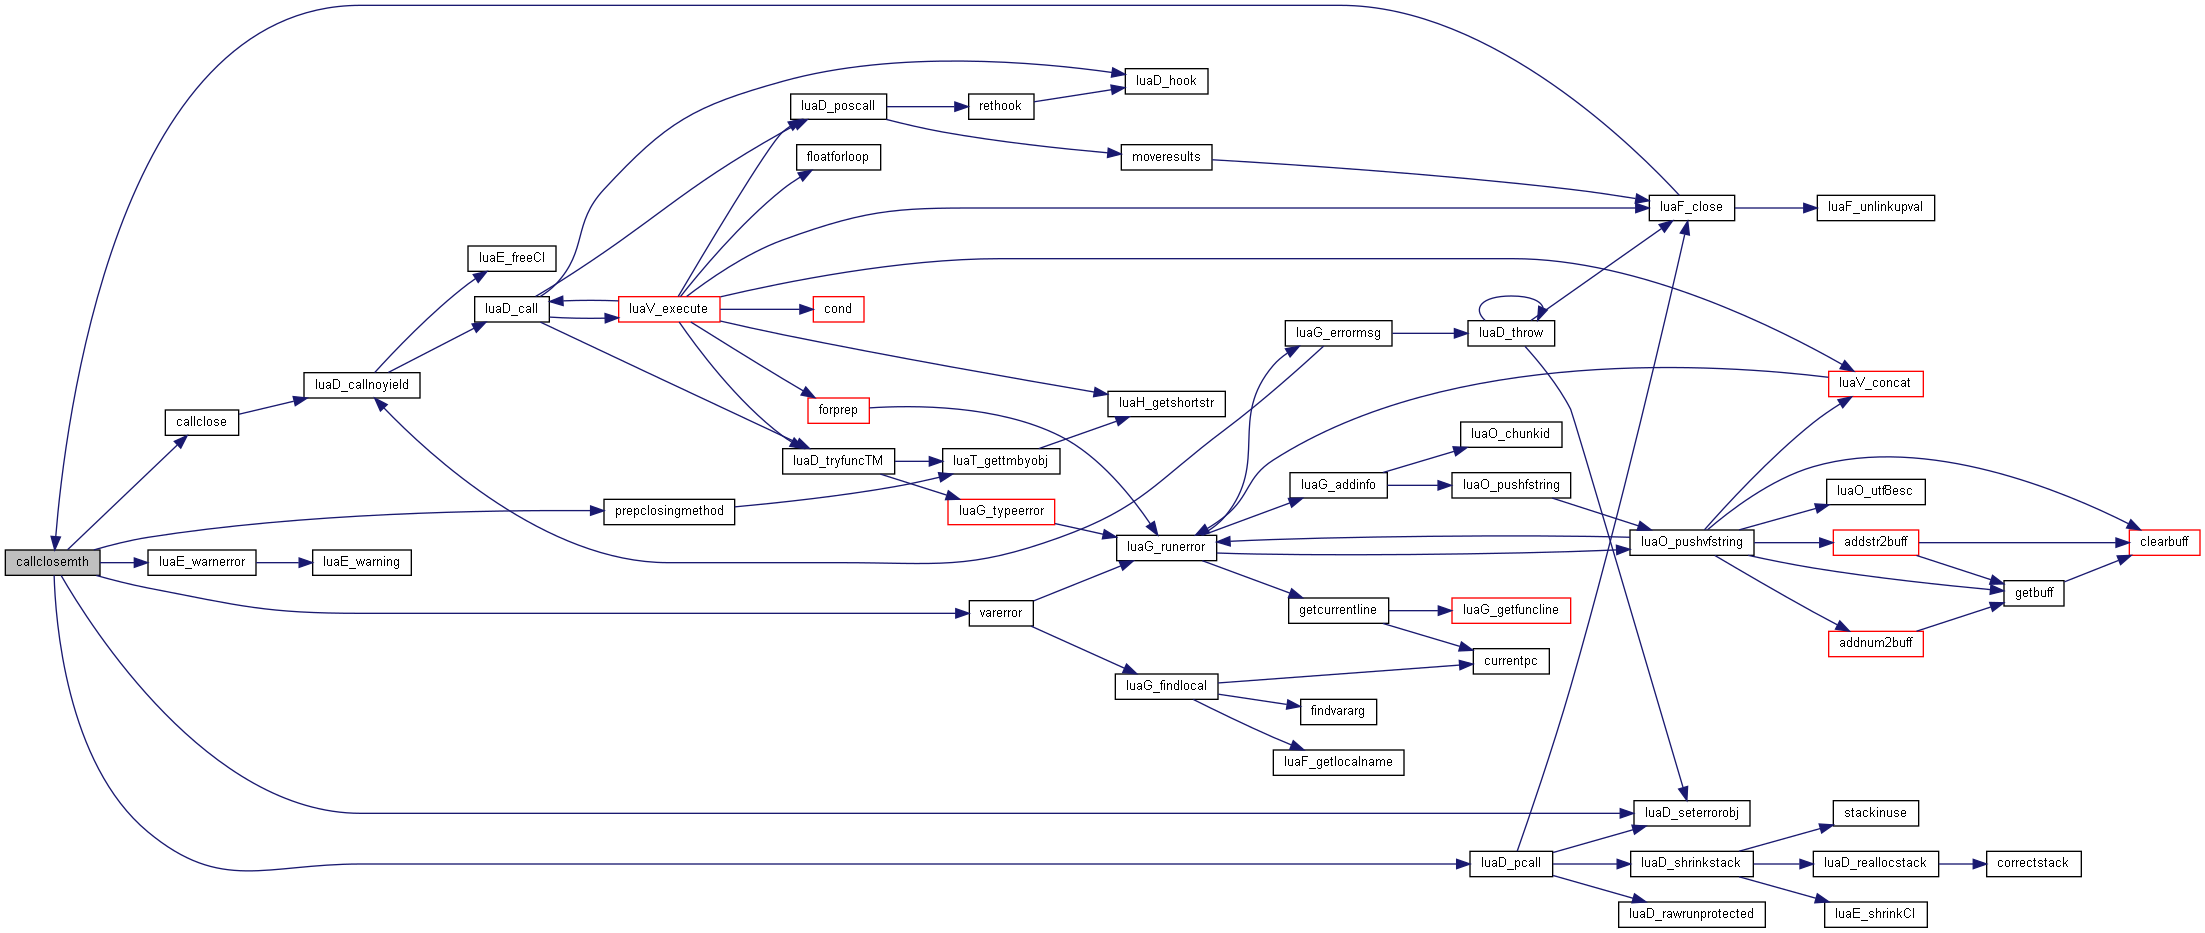 luaD_hook
luaD_poscall
rethook
floatforloop
moveresults
luaF_close
luaF_unlinkupval
luaE_freeCI
luaD_call
luaV_execute
cond
luaG_errormsg
luaD_throw
luaD_callnoyield
luaV_concat
forprep
luaH_getshortstr
callclose
luaO_chunkid
luaD_tryfuncTM
luaT_gettmbyobj
luaG_addinfo
luaO_pushfstring
luaO_utf8esc
prepclosingmethod
luaG_typeerror
luaG_runerror
luaO_pushvfstring
addstr2buff
clearbuff
callclosemth
luaE_warnerror
luaE_warning
getbuff
varerror
getcurrentline
luaG_getfuncline
addnum2buff
currentpc
luaG_findlocal
findvararg
luaF_getlocalname
luaD_seterrorobj
stackinuse
luaD_pcall
luaD_shrinkstack
luaD_reallocstack
correctstack
luaD_rawrunprotected
luaE_shrinkCI